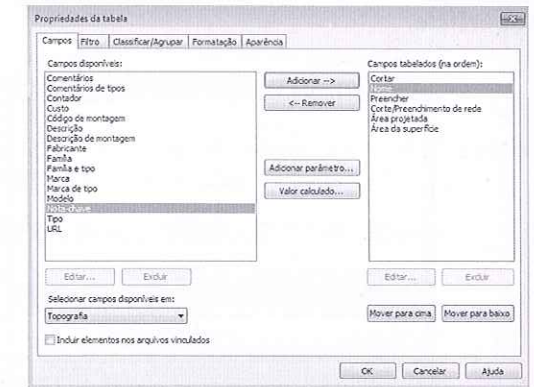 Propriedades da tabela
Campos Filtro Classificar/Agrupar Formatação Aparência
Campos disponíveis:
Comentários
Comentários de tipos
Contador
Custo
Código de montagem
Descrição
Descrição de montagem
Fabricante
Família
Família e tipo
Marca
Marca de tipo
Modelo
Nota-chave
Tipo
URL
Editar... Excluir
Selecionar campos disponíveis em:
Topografia
Incluir elementos nos arquivos vinculados
Adicionar -->
<-- Remover
Adicionar parâmetro...
Valor calculado...
Campos tabelados (na ordem):
Cortar
Nome
Preencher
Corte/Preenchimento de rede
Área projetada
Área da superfície
Editar... Excluir
Mover para cima Mover para baixo
OK Cancelar Ajuda